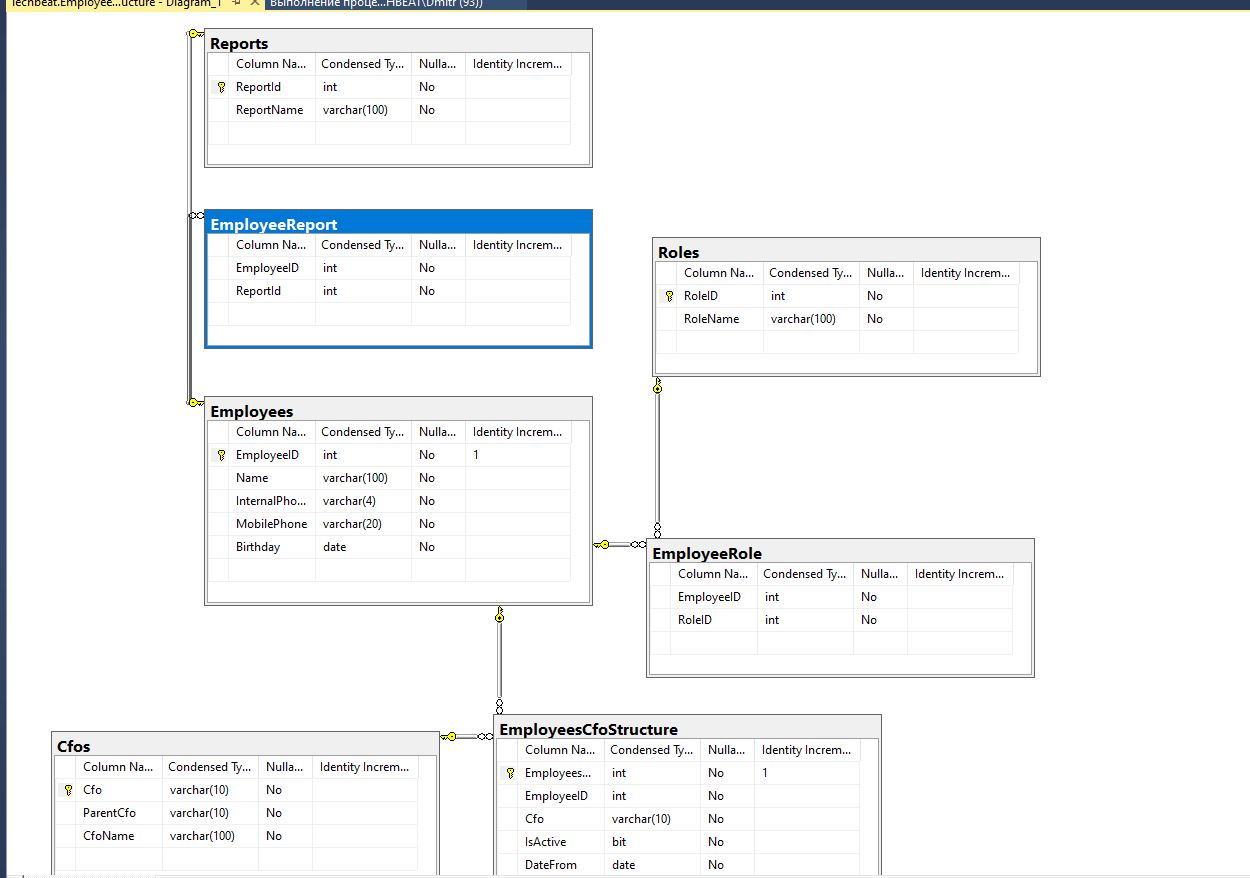 Techbeat.Employee...ucture - Diagram_1
Выполнение проце...HBEAT\Dmitr (93))
Reports
Column Na... Condensed Ty... Nulla... Identity Increm...
ReportId int No
ReportName varchar(100) No
EmployeeReport
Column Na... Condensed Ty... Nulla... Identity Increm...
EmployeeID int No
ReportId int No
Roles
Column Na... Condensed Ty... Nulla... Identity Increm...
RoleID int No
RoleName varchar(100) No
Employees
Column Na... Condensed Ty... Nulla... Identity Increm...
EmployeeID int No 1
Name varchar(100) No
InternalPho... varchar(4) No
MobilePhone varchar(20) No
Birthday date No
EmployeeRole
Column Na... Condensed Ty... Nulla... Identity Increm...
EmployeeID int No
RoleID int No
EmployeesCfoStructure
Column Na... Condensed Ty... Nulla... Identity Increm...
Employees... int No 1
EmployeeID int No
Cfo varchar(10) No
IsActive bit No
DateFrom date No
Cfos
Column Na... Condensed Ty... Nulla... Identity Increm...
Cfo varchar(10) No
ParentCfo varchar(10) No
CfoName varchar(100) No